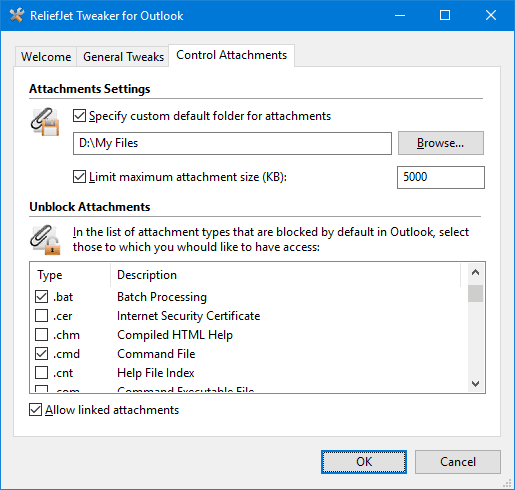 ReliefJet Tweaker for Outlook
Welcome General Tweaks Control Attachments
Attachments Settings
Specify custom default folder for attachments
D:\My Files Browse...
Limit maximum attachment size (KB): 5000
Unblock Attachments
In the list of attachment types that are blocked by default in Outlook, select
those to which you whould like to have access:
Type Description
.bat Batch Processing
.cer Internet Security Certificate
.chm Compiled HTML Help
.cmd Command File
.cnt Help File Index
.com Command Executable File
Allow linked attachments
OK Cancel